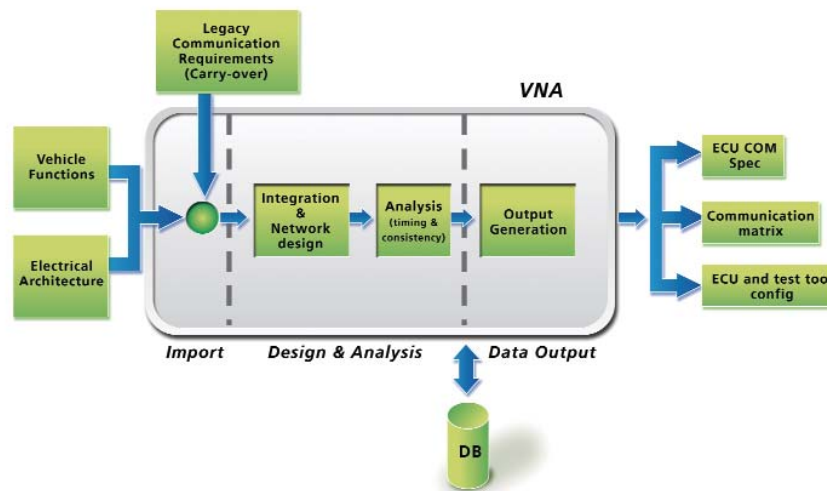 Legacy
Communication
Requirements
(Carry-over)
VNA
Vehicle
Functions
Electrical
Architecture
Integration
&
Network
design
Analysis
(timing &
consistency)
Output
Generation
ECU COM
Spec
Communication
matrix
ECU and test too
config
Import
Design & Analysis
Data Output
DB